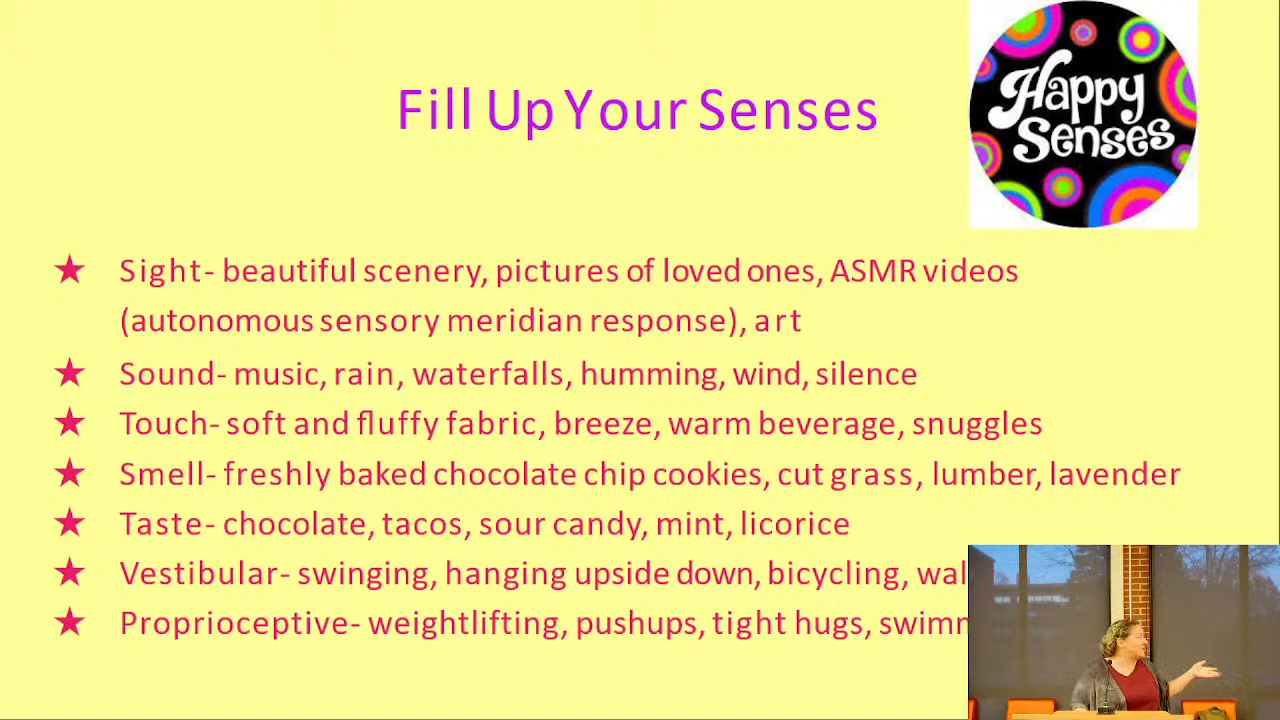 Happy
Senses
Fill Up Your Senses
★ Sight- beautiful scenery, pictures of loved ones, ASMR videos
(autonomous sensory meridian response), art
★ Sound- music, rain, waterfalls, humming, wind, silence
★ Touch- soft and fluffy fabric, breeze, warm beverage, snuggles
★ Smell- freshly baked chocolate chip cookies, cut grass, lumber, lavender
★ Taste- chocolate, tacos, sour candy, mint, licorice
★ Vestibular- swinging, hanging upside down, bicycling,
★ Proprioceptive- weightlifting, pushups, tight hugs,